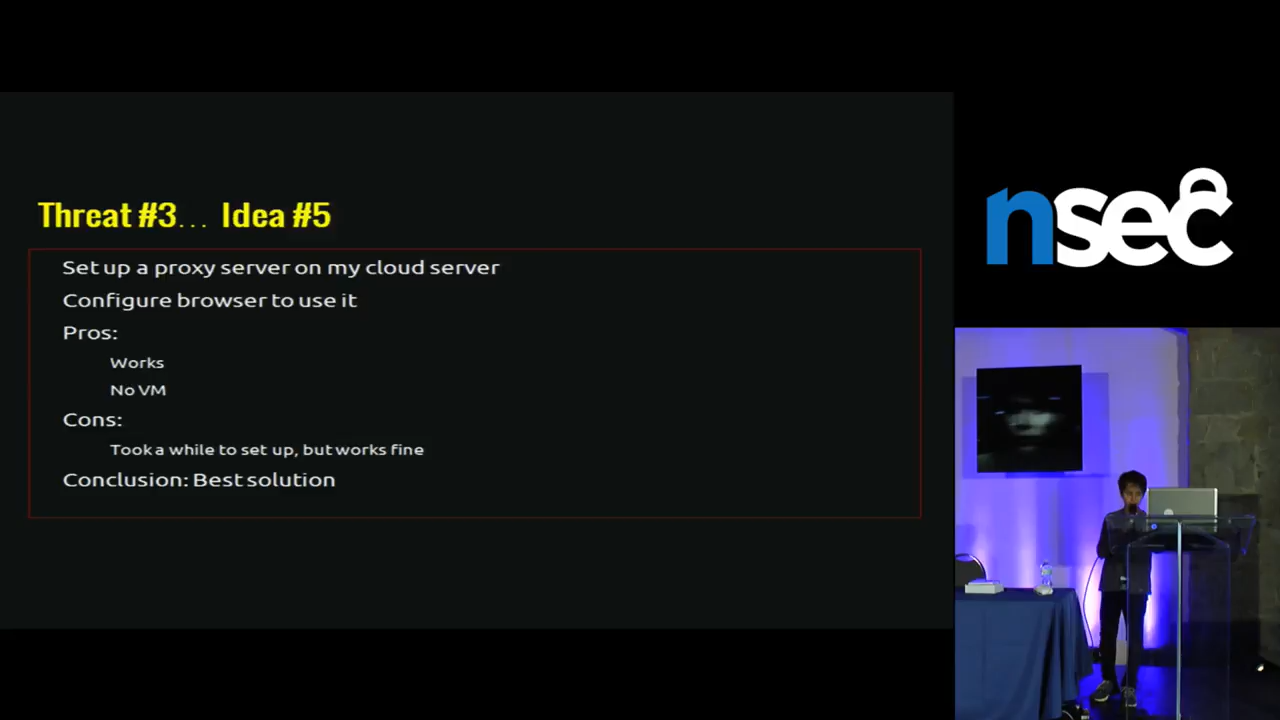 Threat #3… Idea #5
Set up a proxy server on my cloud server
Configure browser to use it
Pros:
Works
No VM
Cons:
Took a while to set up, but works fine
Conclusion: Best solution
nsec